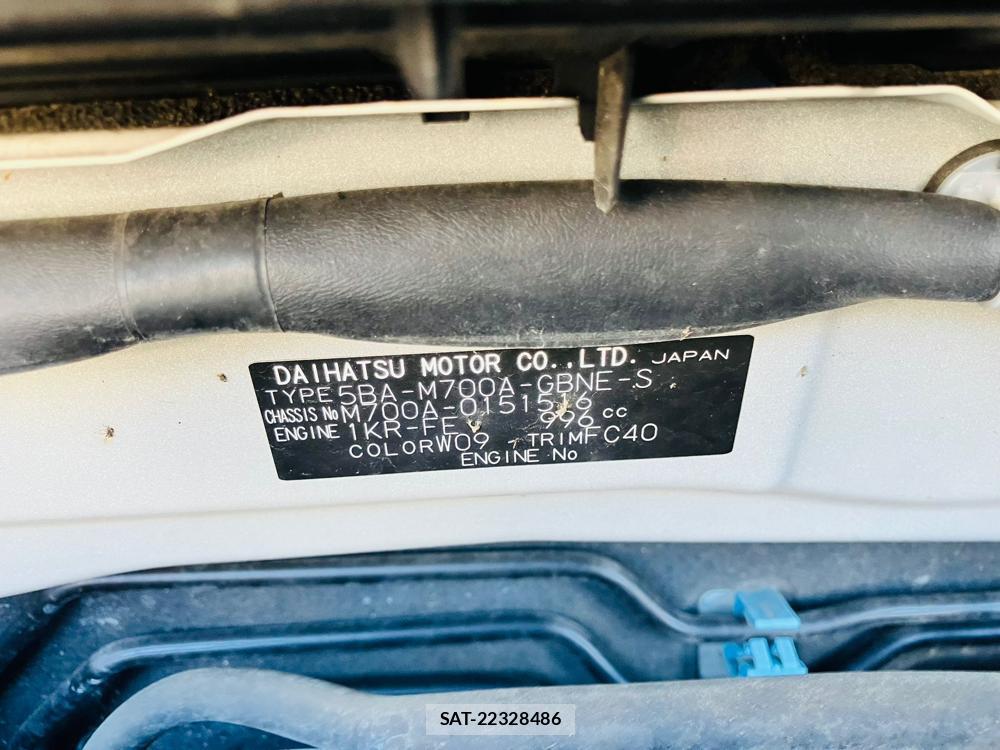 DAIHATSU MOTOR CO.,LTD. JAPAN
TYPE 5BA-M700A-GBNE-S
CHASSIS No M700A-0151516
ENGINE 1KR-FE 996 cc
COLOR W09 TRIM FC40
ENGINE No
SAT-22328486